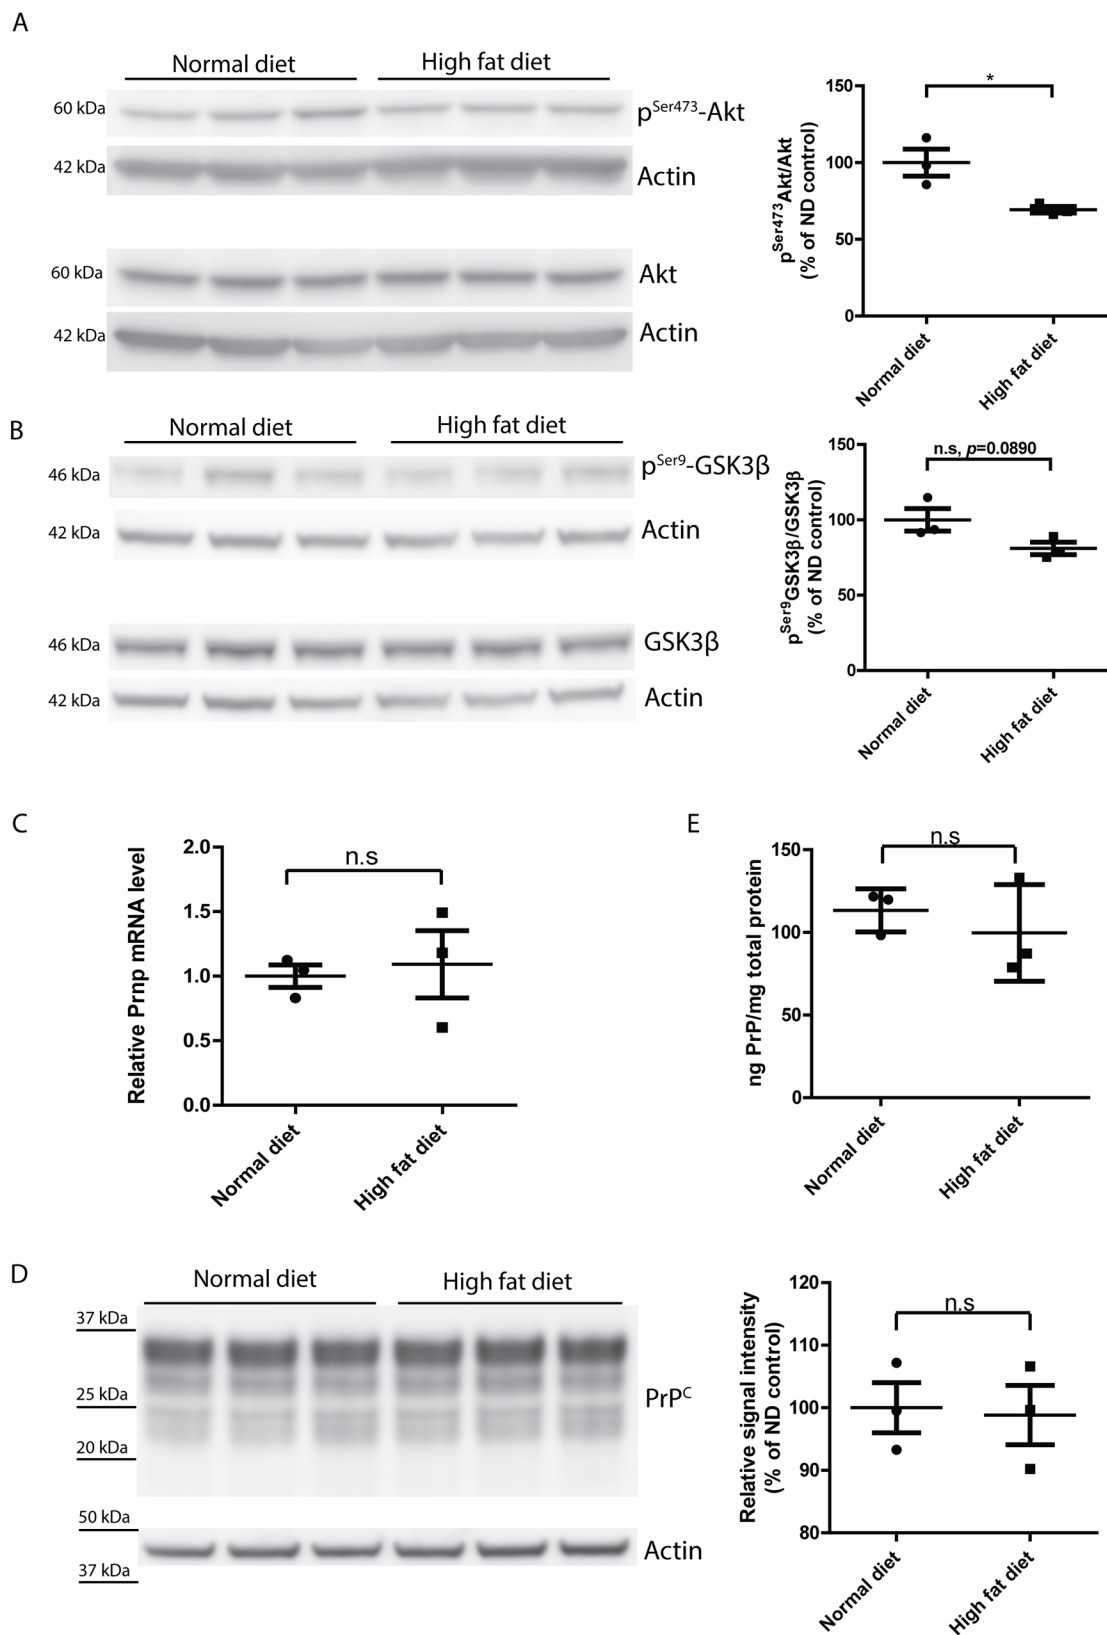 A
Normal diet
High fat diet
60 kDa
pSer473-Akt
42 kDa
Actin
60 kDa
Akt
42 kDa
Actin
pSer473Akt/Akt
(% of ND control)
150
100
50
0
*
Normal diet
High fat diet
B
Normal diet
High fat diet
46 kDa
pSer9-GSK3β
42 kDa
Actin
46 kDa
GSK3β
42 kDa
Actin
pSer9GSK3β/GSK3β
(% of ND control)
150
100
50
0
n.s, p=0.0890
Normal diet
High fat diet
C
Relative Prnp mRNA level
2.0
1.5
1.0
0.5
0.0
n.s
Normal diet
High fat diet
E
ng PrP/mg total protein
150
100
50
0
n.s
Normal diet
High fat diet
D
Normal diet
High fat diet
37 kDa
25 kDa
20 kDa
PrPC
50 kDa
37 kDa
Actin
Relative signal intensity
(% of ND control)
120
110
100
90
80
n.s
Normal diet
High fat diet